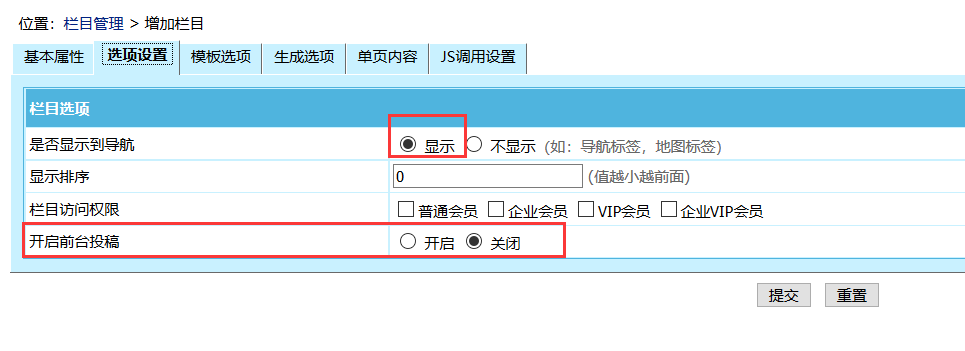 位置：栏目管理 > 增加栏目
基本属性 选项设置 模板选项 生成选项 单页内容 JS调用设置
栏目选项
是否显示到导航 显示 不显示 (如：导航标签，地图标签)
显示排序 0 (值越小越前面)
栏目访问权限 普通会员 企业会员 VIP会员 企业VIP会员
开启前台投稿 开启 关闭
提交 重置